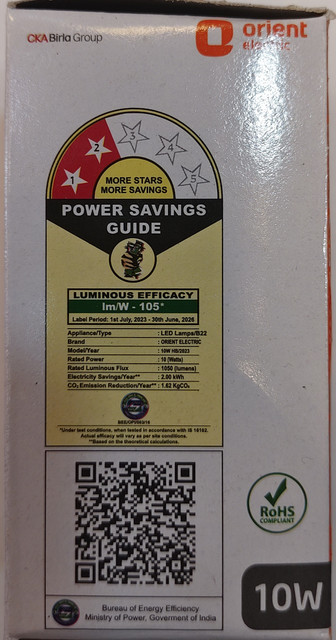 CKA Birla Group
orient
electric
1 2 3 4 5
MORE STARS
MORE SAVINGS
POWER SAVINGS
GUIDE
LUMINOUS EFFICACY
lm/W - 105*
Label Period: 1st July, 2023 - 30th June, 2026
Appliance/Type : LED Lamps/B22
Brand : ORIENT ELECTRIC
Model/Year : 10W HB/2023
Rated Power : 10 (Watts)
Rated Luminous Flux : 1050 (lumens)
Electricity Savings/Year** : 2.00 kWh
CO₂ Emission Reduction/Year** : 1.62 KgCO₂
*Under test conditions, when tested in accordance with IS 16102.
Actual efficacy will vary as per site conditions.
**Based on the theoretical calculations.
RoHS
COMPLIANT
Bureau of Energy Efficiency
Ministry of Power, Goverment of India
10W